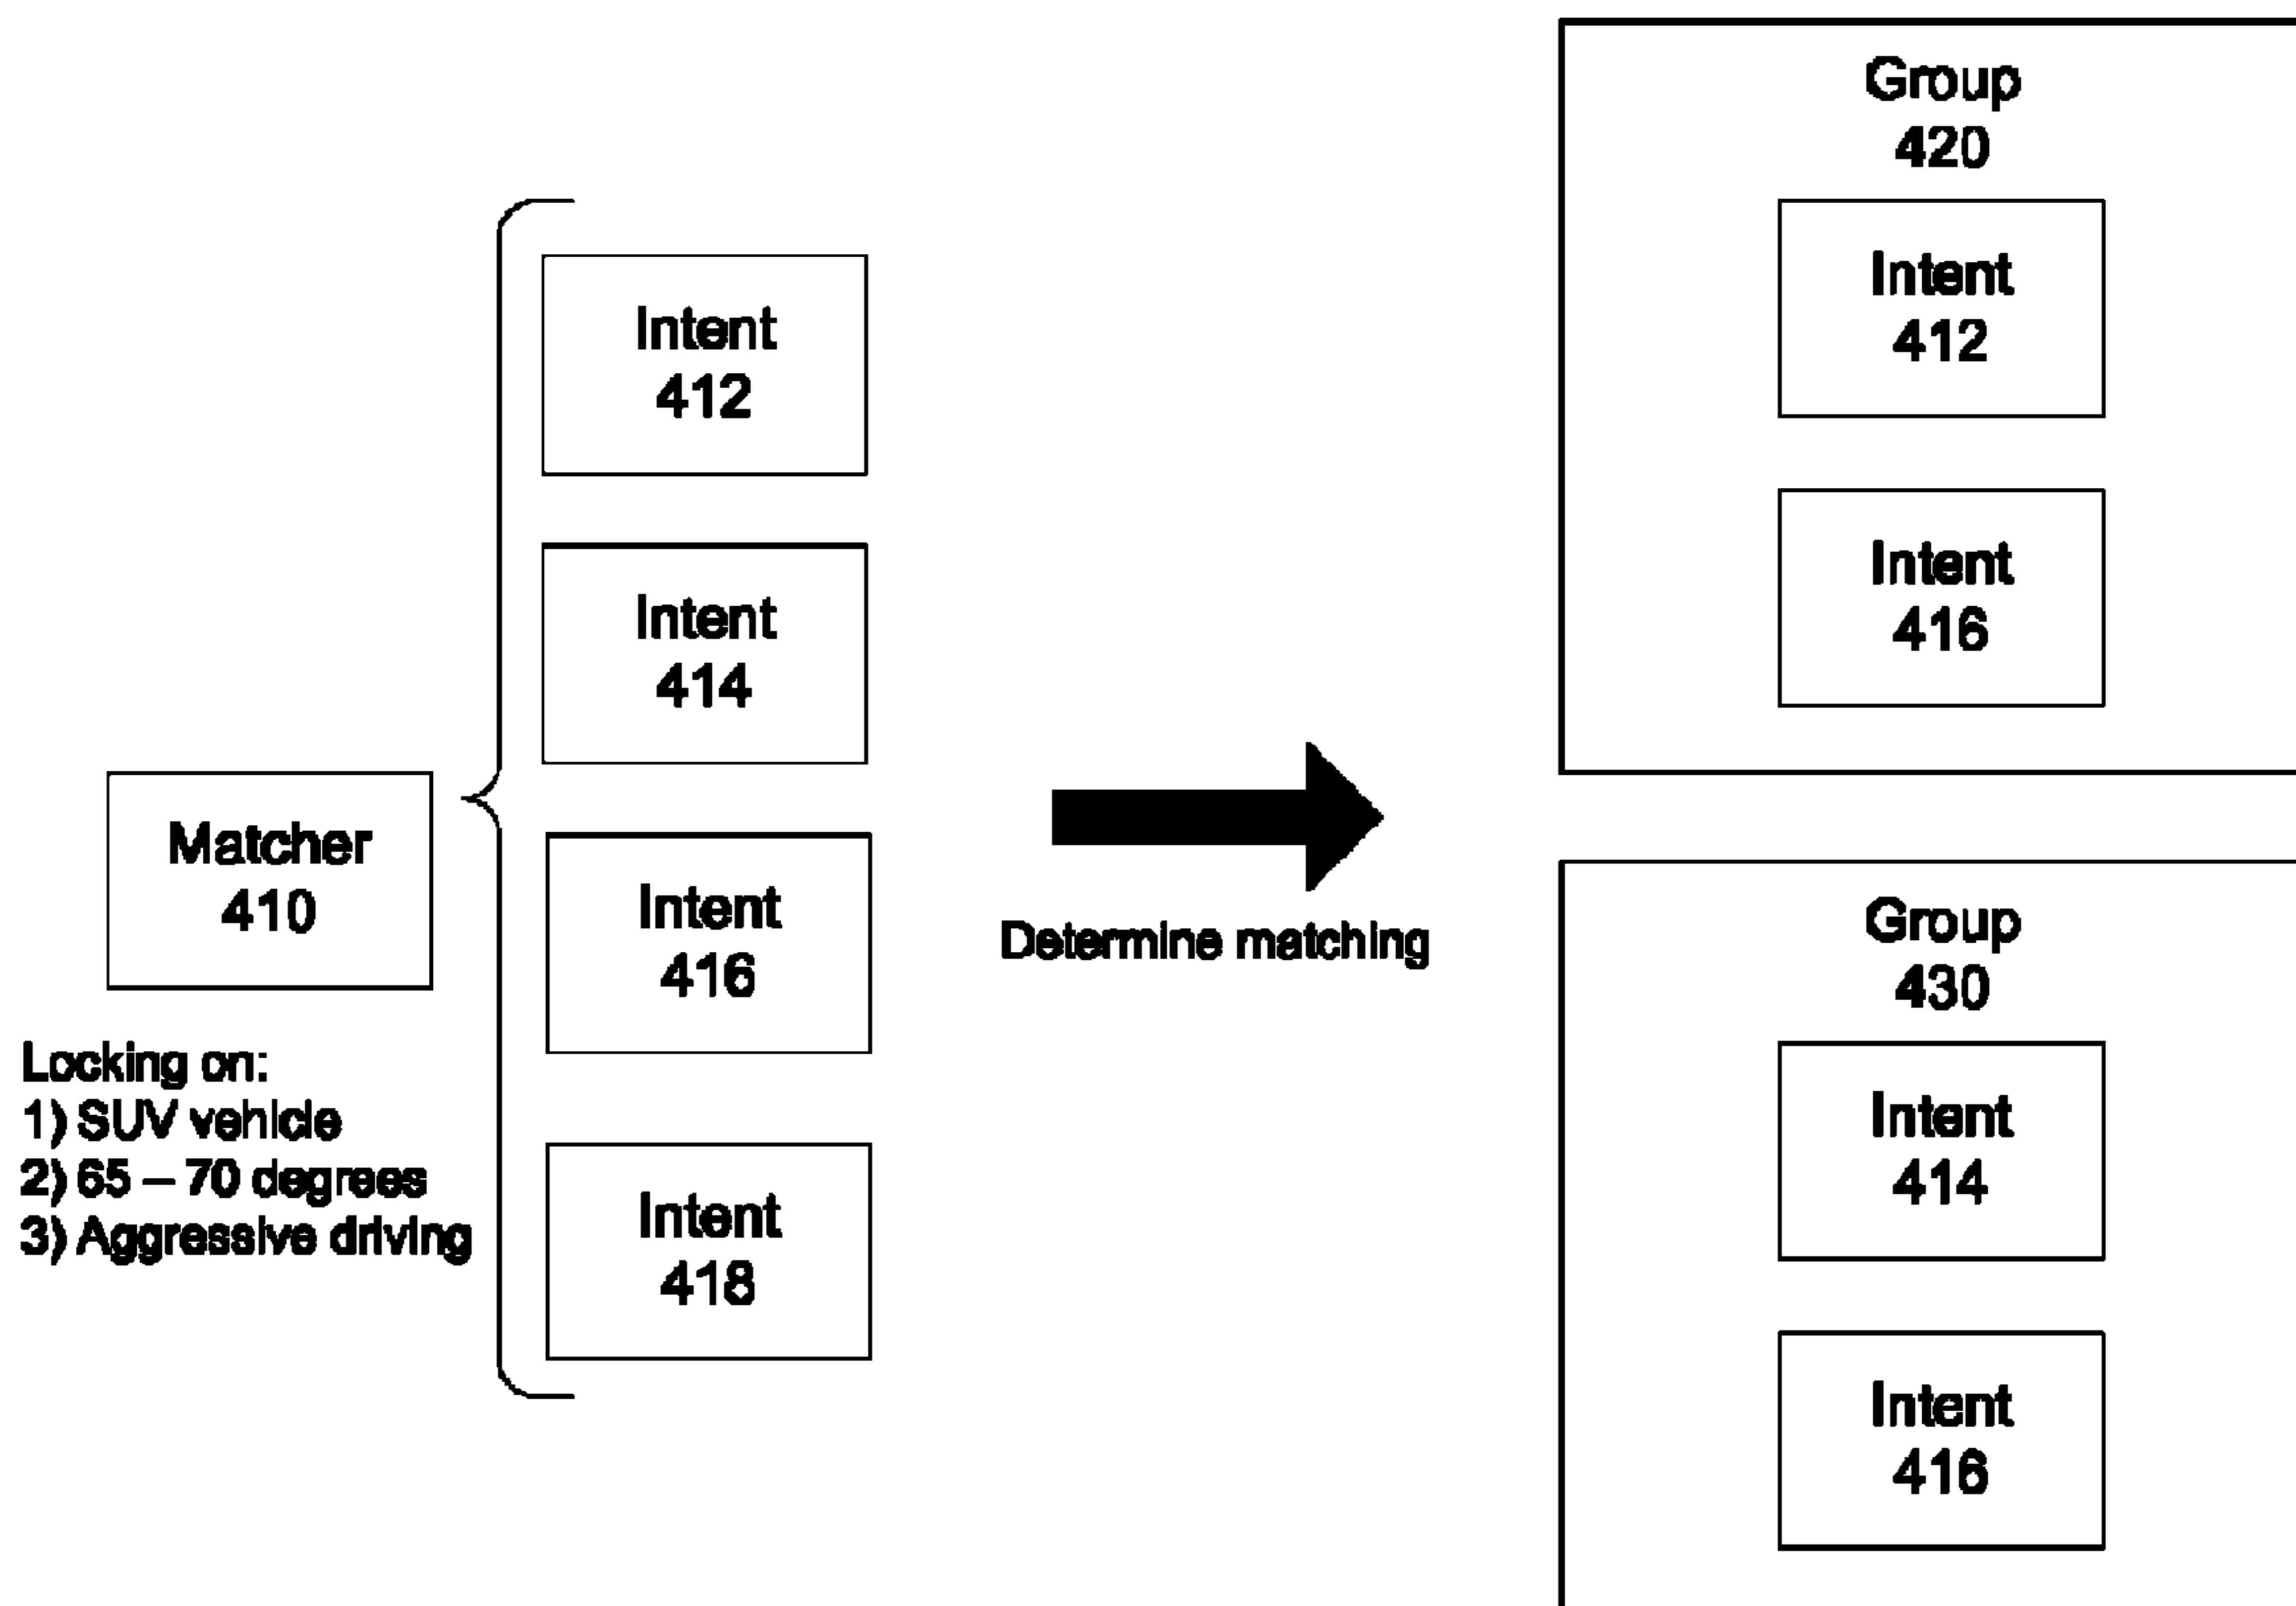 Group
420
Intent
412
Intent
416
Intent
412
Intent
414
Intent
416
Intent
418
Matcher
410
Locking on:
1) SUV vehicle
2) 65 – 70 degrees
3) Aggressive driving
Determine matching
Group
430
Intent
414
Intent
416